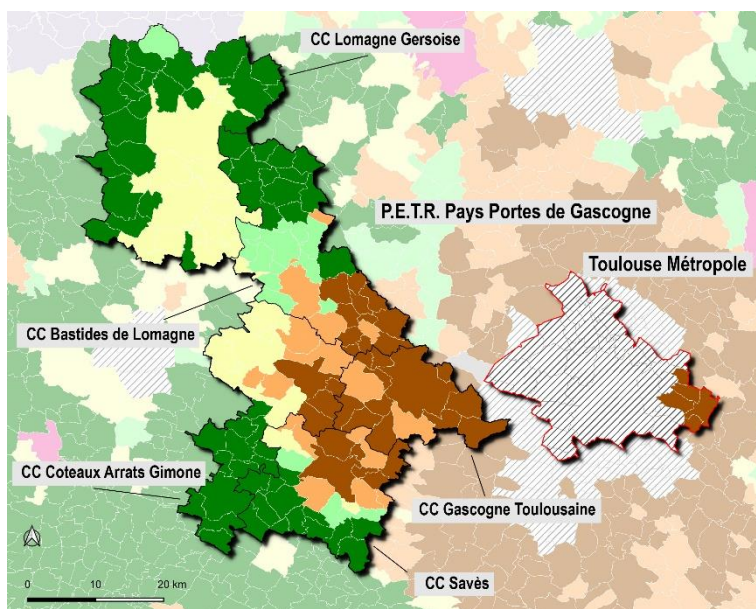 CC Lomagne Gersoise
P.E.T.R. Pays Portes de Gascogne
Toulouse Métropole
CC Bastides de Lomagne
CC Coteaux Arrats Gimone
CC Gascogne Toulousaine
CC Savès
0 10 20 km